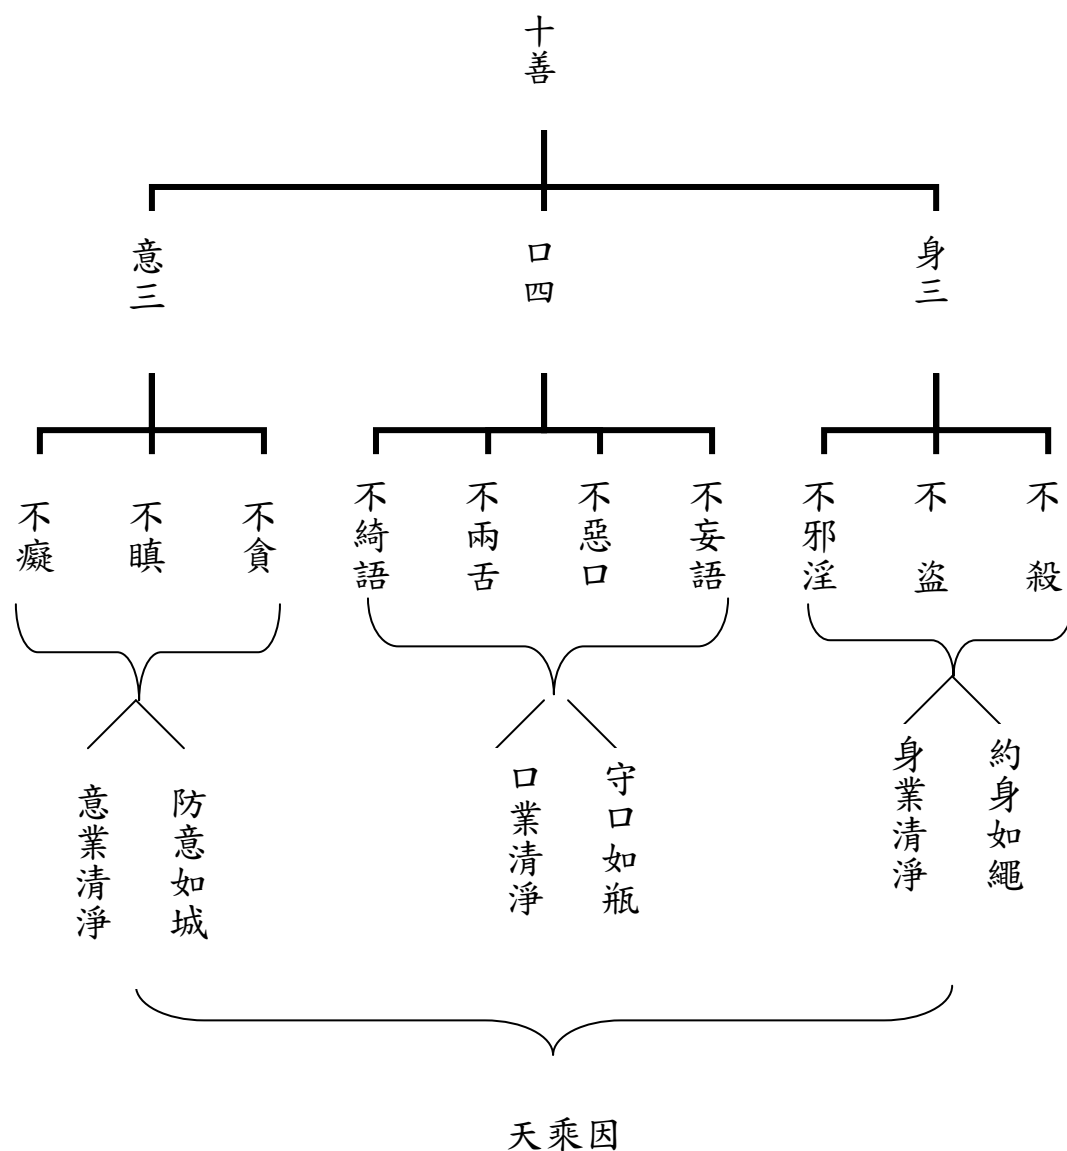 十善
身三
口四
意三
不殺
不盜
不邪淫
不妄語
不惡口
不兩舌
不綺語
不貪
不瞋
不癡
約身如繩
身業清淨
守口如瓶
口業清淨
防意如城
意業清淨
天乘因